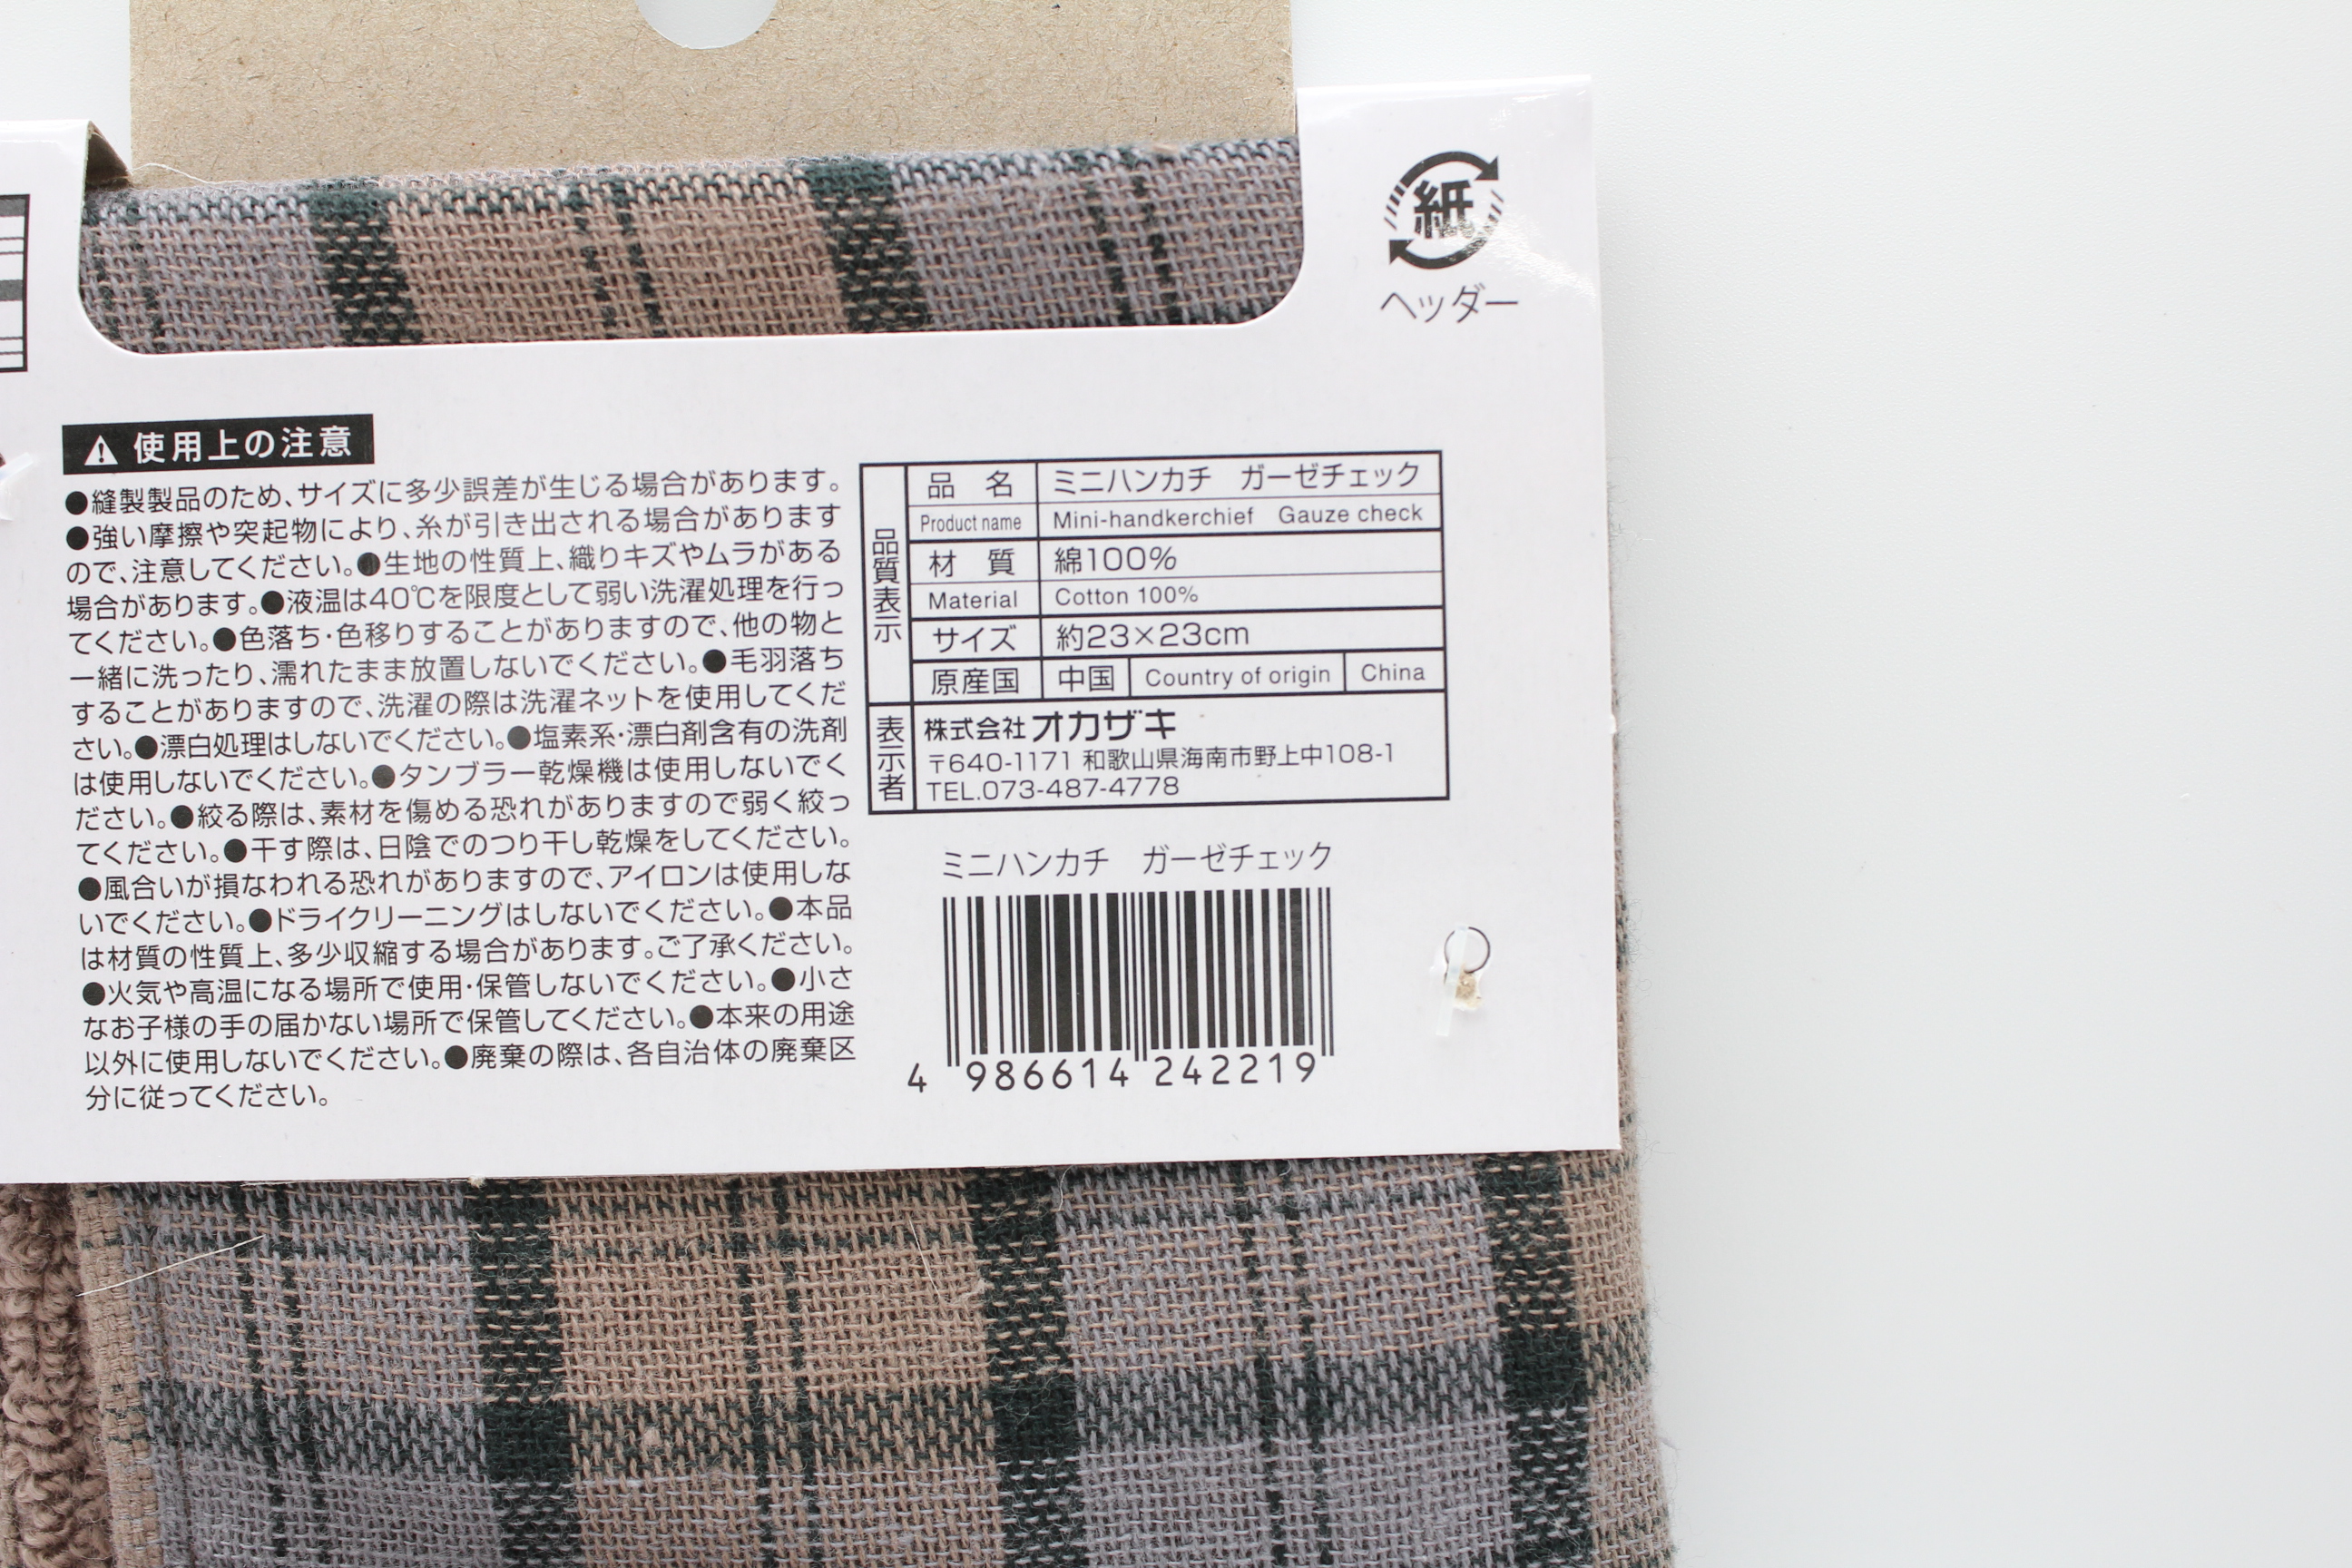 紙
ヘッダー
使用上の注意
●縫製製品のため、サイズに多少誤差が生じる場合があります。
●強い摩擦や突起物により、糸が引き出される場合があります
ので、注意してください。●生地の性質上、織りキズやムラがある
場合があります。●液温は40℃を限度として弱い洗濯処理を行っ
てください。●色落ち・色移りすることがありますので、他の物と
一緒に洗ったり、濡れたまま放置しないでください。●毛羽落ち
することがありますので、洗濯の際は洗濯ネットを使用してくだ
さい。●漂白処理はしないでください。●塩素系・漂白剤含有の洗剤
は使用しないでください。●タンブラー乾燥機は使用しないでく
ださい。●絞る際は、素材を傷める恐れがありますので弱く絞っ
てください。●干す際は、日陰でのつり干し乾燥をしてください。
●風合いが損なわれる恐れがありますので、アイロンは使用しな
いでください。●ドライクリーニングはしないでください。●本品
は材質の性質上、多少収縮する場合があります。ご了承ください。
●火気や高温になる場所で使用・保管しないでください。●小さ
なお子様の手の届かない場所で保管してください。●本来の用途
以外に使用しないでください。●廃棄の際は、各自治体の廃棄区
分に従ってください。
品質表示
品 名 ミニハンカチ ガーゼチェック
Product name Mini-handkerchief Gauze check
材 質 綿100%
Material Cotton 100%
サイズ 約23×23cm
原産国 中国 Country of origin China
表示者
株式会社オカザキ
〒640-1171 和歌山県海南市野上中108-1
TEL.073-487-4778
ミニハンカチ ガーゼチェック
4 986614 242219